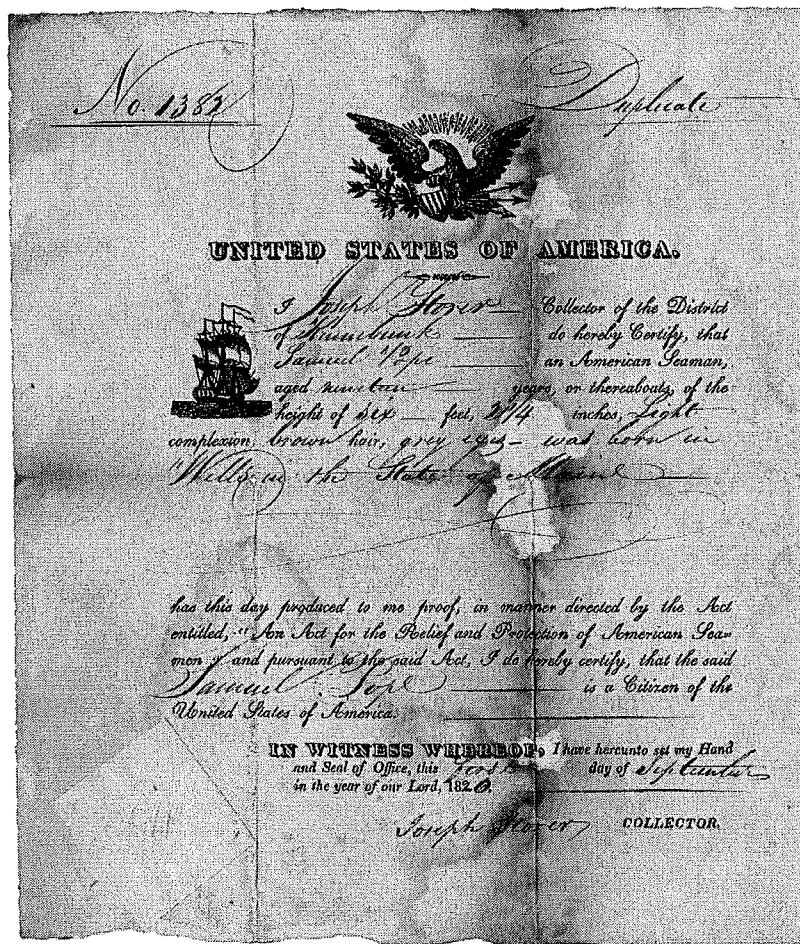 No. 1382 Duplicate
UNITED STATES OF AMERICA.
I Joseph Storer Collector of the District
of Kennebunk do hereby Certify, that
Samuel Pope an American Seaman,
aged nineteen years, or thereabouts, of the
height of Six feet, inches, Light
complexion, brown hair, grey eyes was born in
Wells in the State of Maine
has this day produced to me proof, in manner directed by the Act
entitled, "An Act for the Relief and Protection of American Sea-
men;" and pursuant to the said Act, I do hereby certify, that the said
Samuel Pope is a Citizen of the
United States of America.
IN WITNESS WHEREOF, I have hereunto set my Hand
and Seal of Office, this day of September
in the year of our Lord, 182
Joseph Storer COLLECTOR.